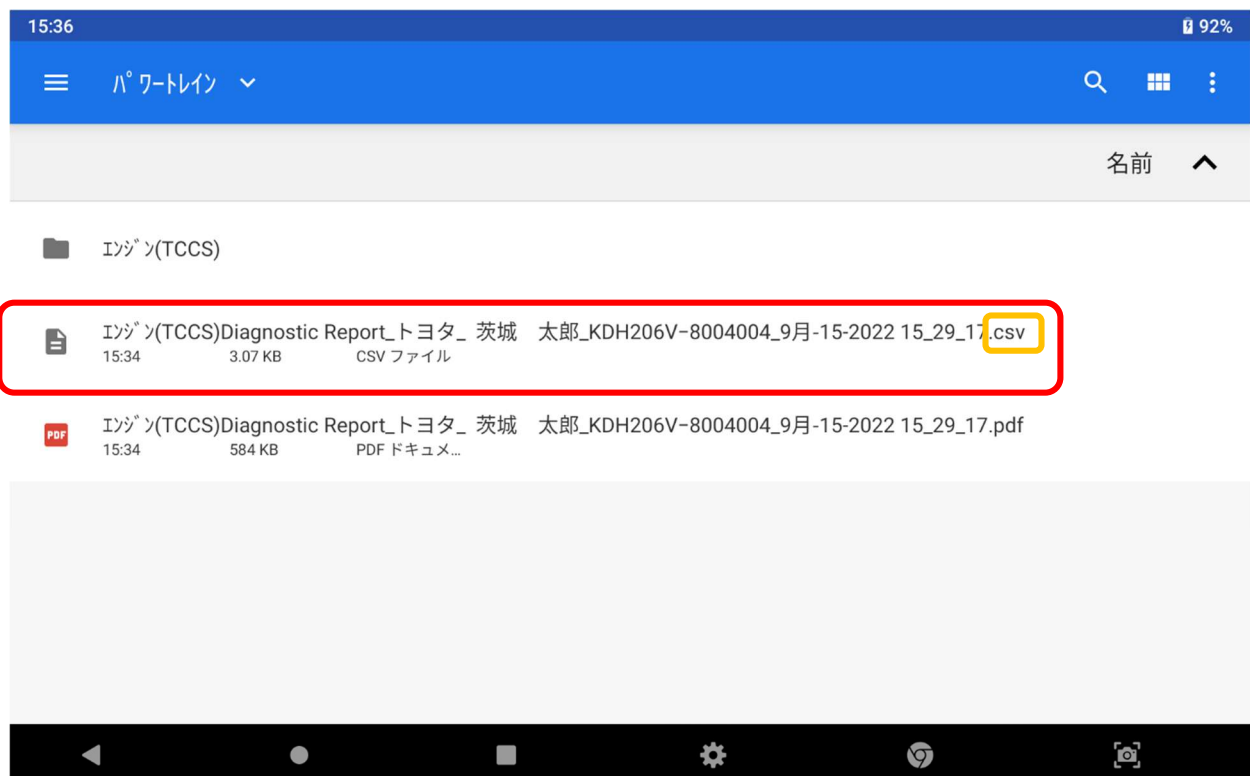 15:36
92%
ﾊﾟﾜｰﾄﾚｲﾝ
名前
ｴﾝｼﾞﾝ(TCCS)
ｴﾝｼﾞﾝ(TCCS)Diagnostic Report_トヨタ_ 茨城　太郎_KDH206V−8004004_9月-15-2022 15_29_17.csv
15:34 3.07 KB CSV ファイル
PDF
ｴﾝｼﾞﾝ(TCCS)Diagnostic Report_トヨタ_ 茨城　太郎_KDH206V−8004004_9月-15-2022 15_29_17.pdf
15:34 584 KB PDF ドキュメ...